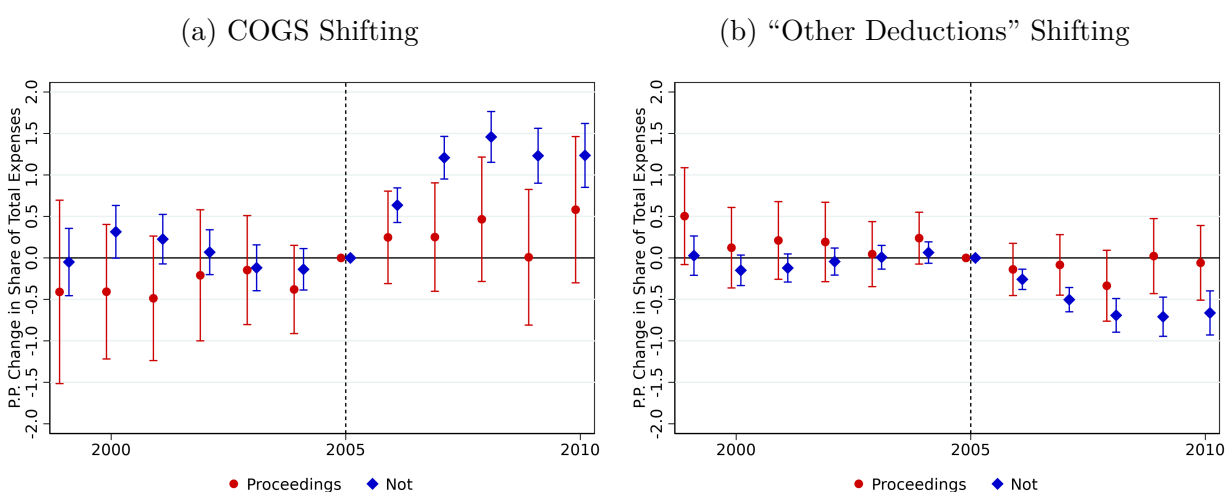 (a) COGS Shifting
P.P. Change in Share of Total Expenses
2.0
1.5
1.0
0.5
0.0
-0.5
-1.0
-1.5
-2.0
2000 2005 2010
Proceedings Not
(b) “Other Deductions” Shifting
P.P. Change in Share of Total Expenses
2.0
1.5
1.0
0.5
0.0
-0.5
-1.0
-1.5
-2.0
2000 2005 2010
Proceedings Not